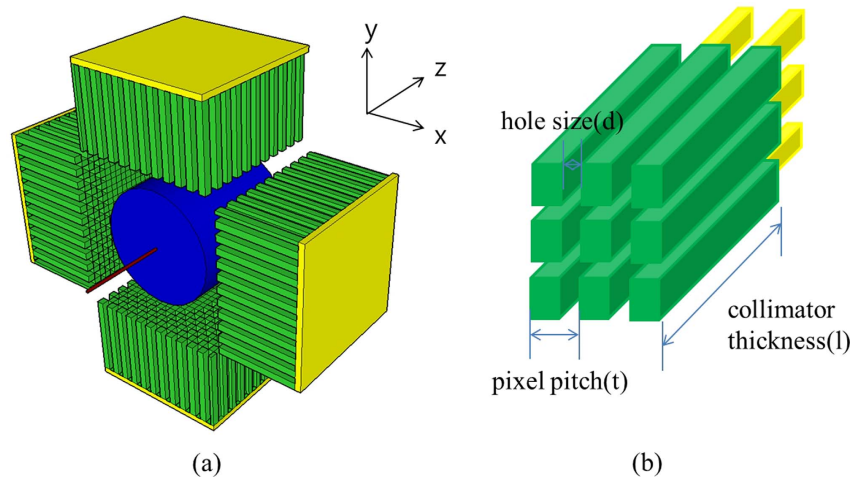 y
z
x
(a)
hole size(d)
pixel pitch(t)
collimator
thickness(l)
(b)